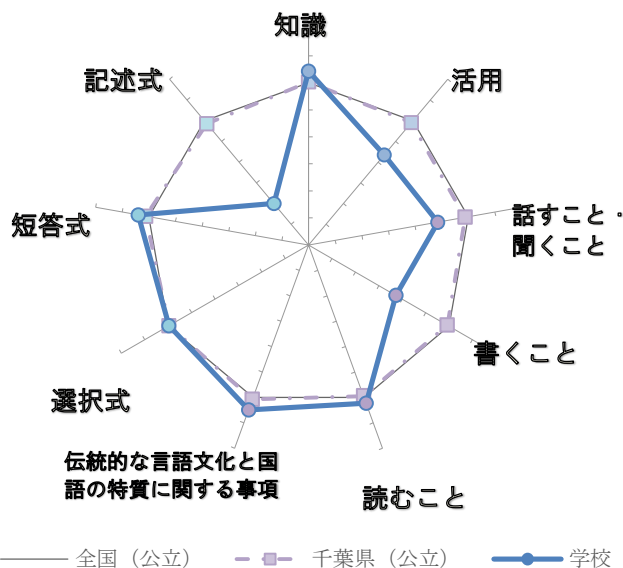 知識
記述式
活用
話すこと・
聞くこと
短答式
書くこと
選択式
伝統的な言語文化と国
語の特質に関する事項
読むこと
全国（公立）
千葉県（公立）
学校